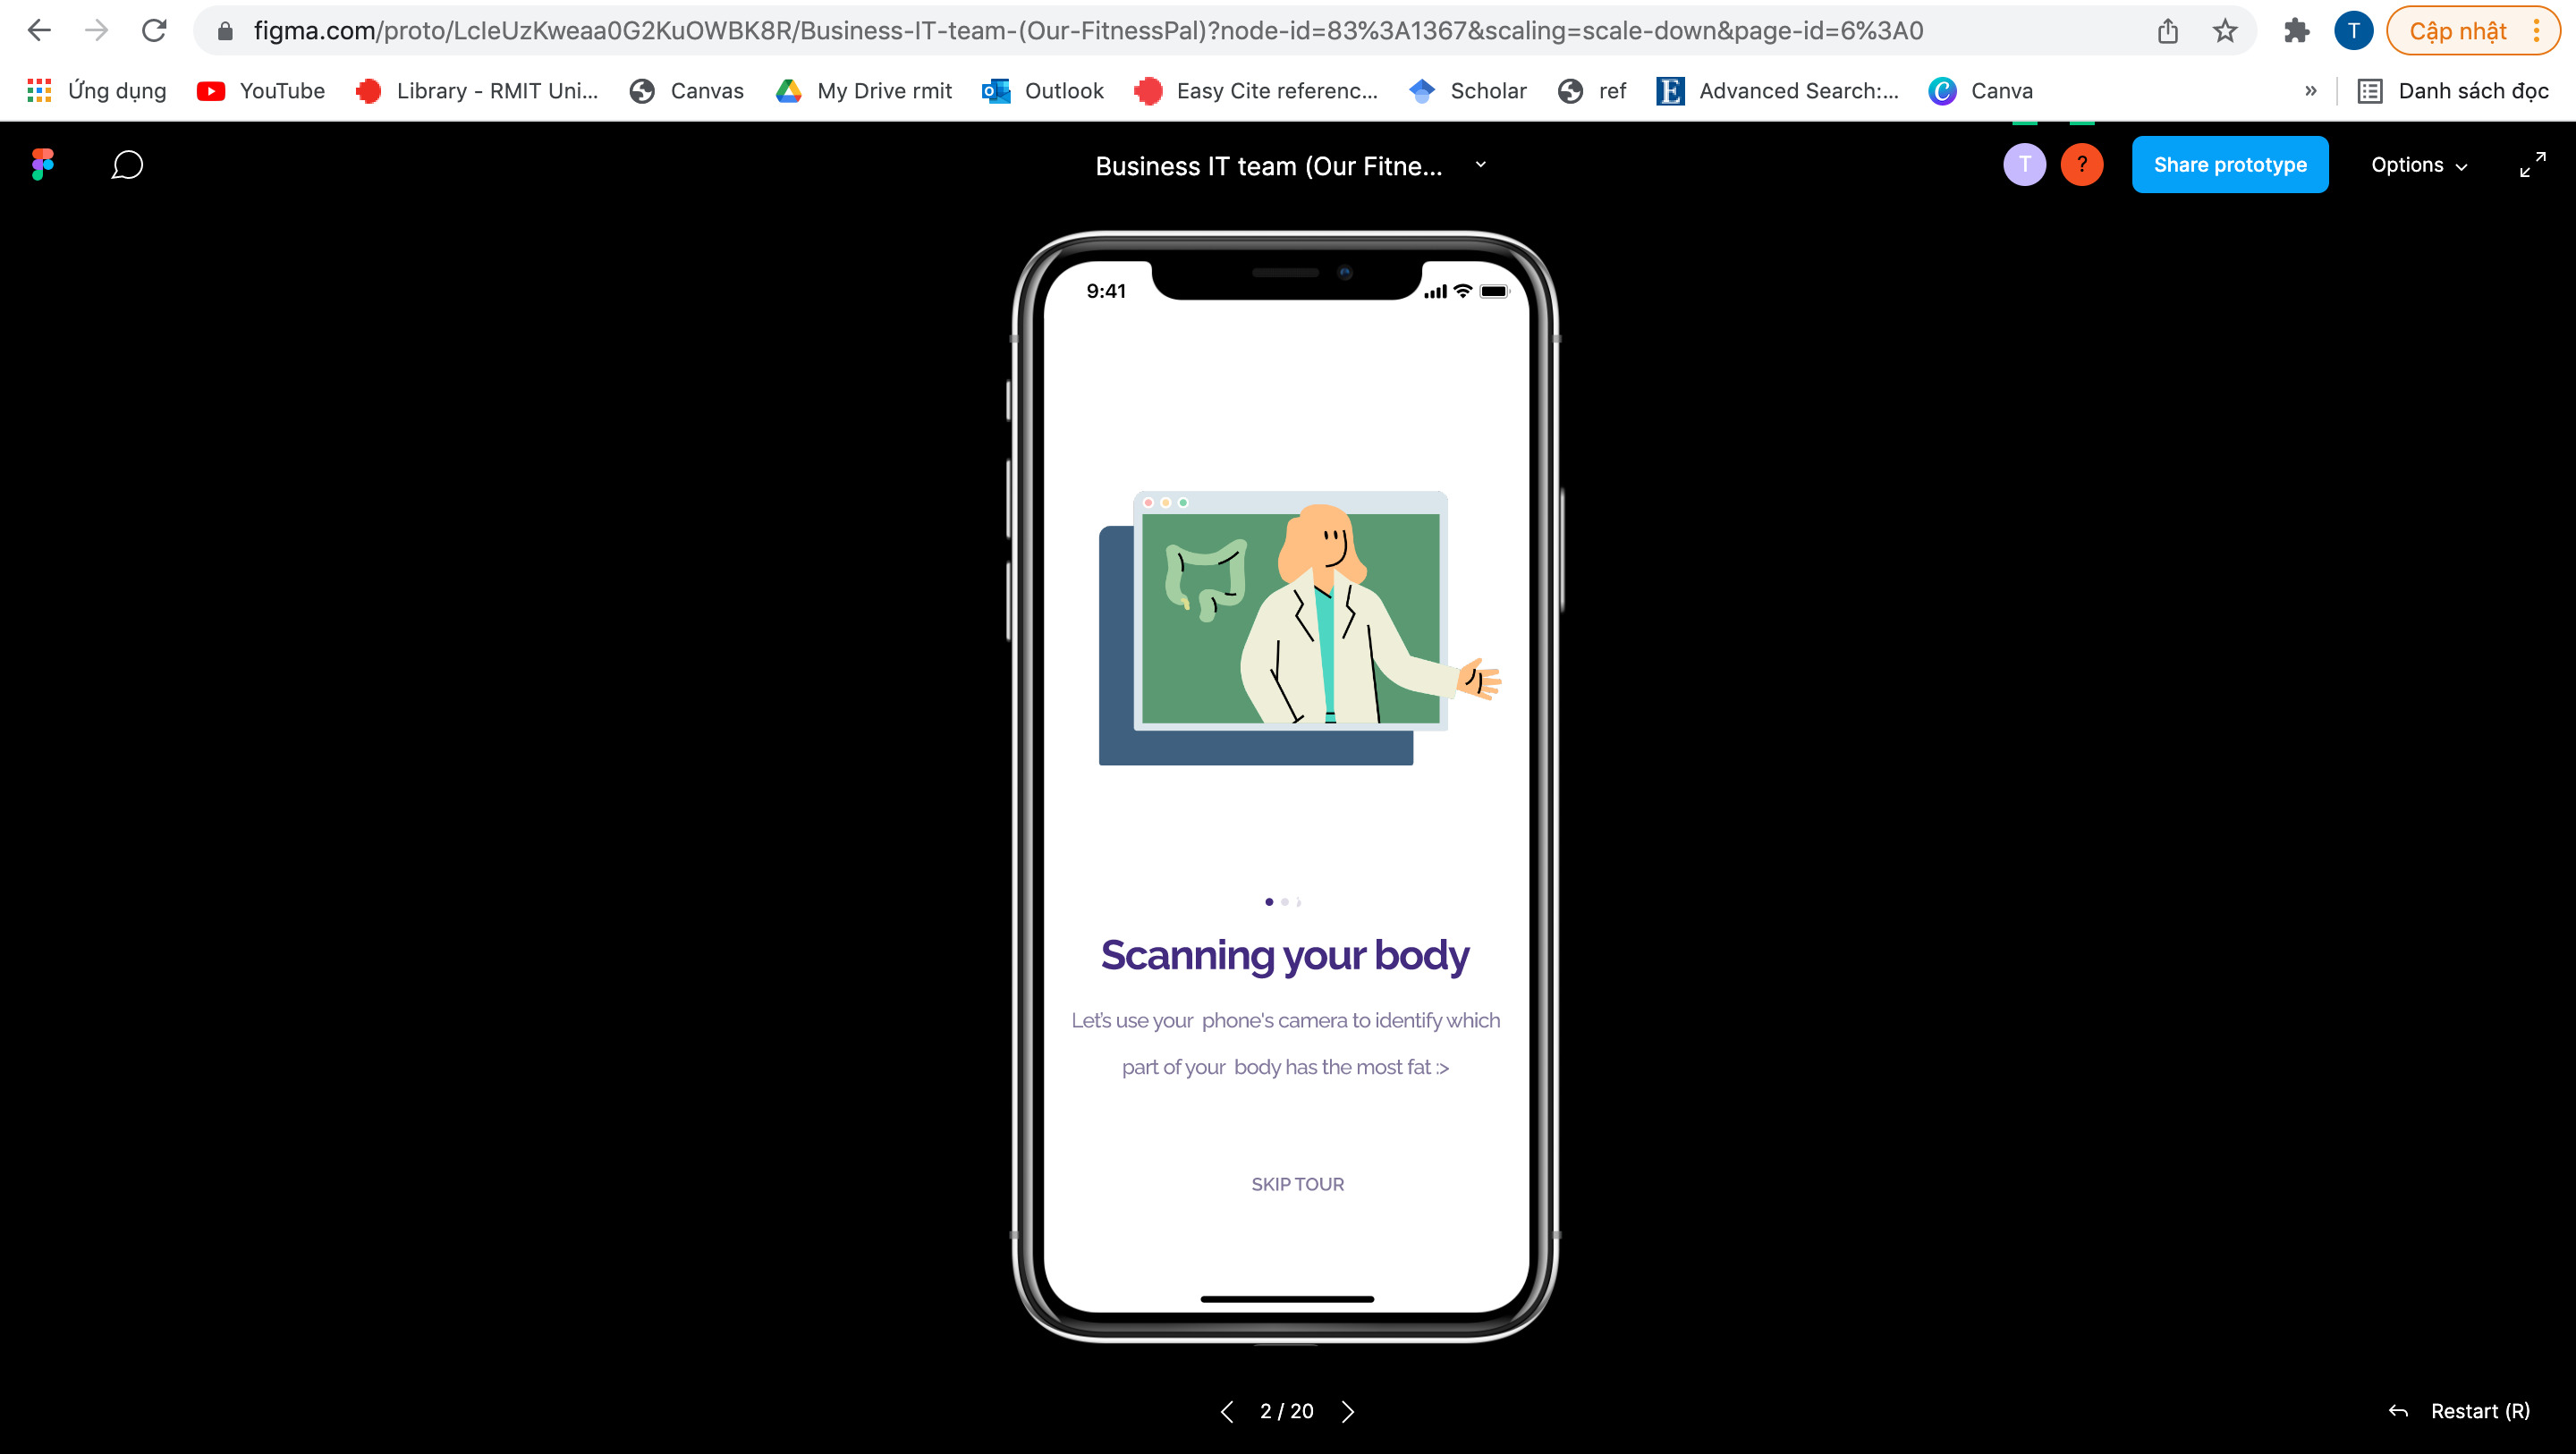 figma.com/proto/LcIeUzKweaa0G2KuOWBK8R/Business-IT-team-(Our-FitnessPal)?node-id=83%3A1367&scaling=scale-down&page-id=6%3A0
T
Cập nhật
Ứng dụng
YouTube
Library - RMIT Uni...
Canvas
My Drive rmit
Outlook
Easy Cite referenc...
Scholar
ref
E
Advanced Search:...
C
Canva
»
Danh sách đọc
Business IT team (Our Fitne...
T
?
Share prototype
Options
9:41
Scanning your body
Let's use your phone's camera to identify which
part of your body has the most fat :>
SKIP TOUR
2 / 20
Restart (R)